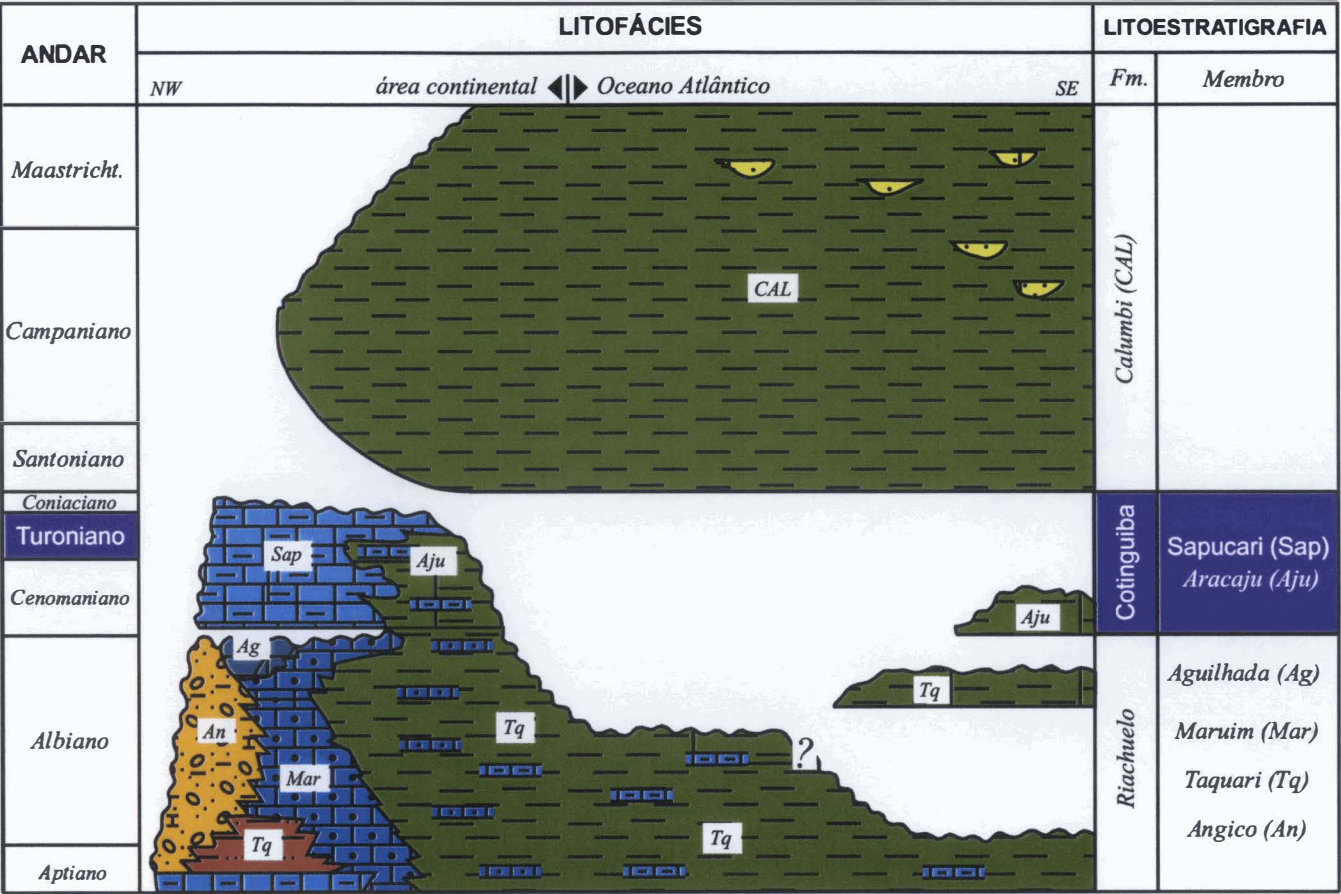 ANDAR
LITOFÁCIES
LITOESTRATIGRAFIA
NW
área continental
Oceano Atlântico
SE
Fm.
Membro
Maastricht.
Campaniano
Santoniano
Coniaciano
Turoniano
Cenomaniano
Albiano
Aptiano
CAL
Sap
Aju
Aju
Ag
Tq
An
Tq
Mar
Tq
Tq
?
Calumbi (CAL)
Cotinguiba
Sapucari (Sap)
Aracaju (Aju)
Riachuelo
Aguilhada (Ag)
Maruim (Mar)
Taquari (Tq)
Angico (An)